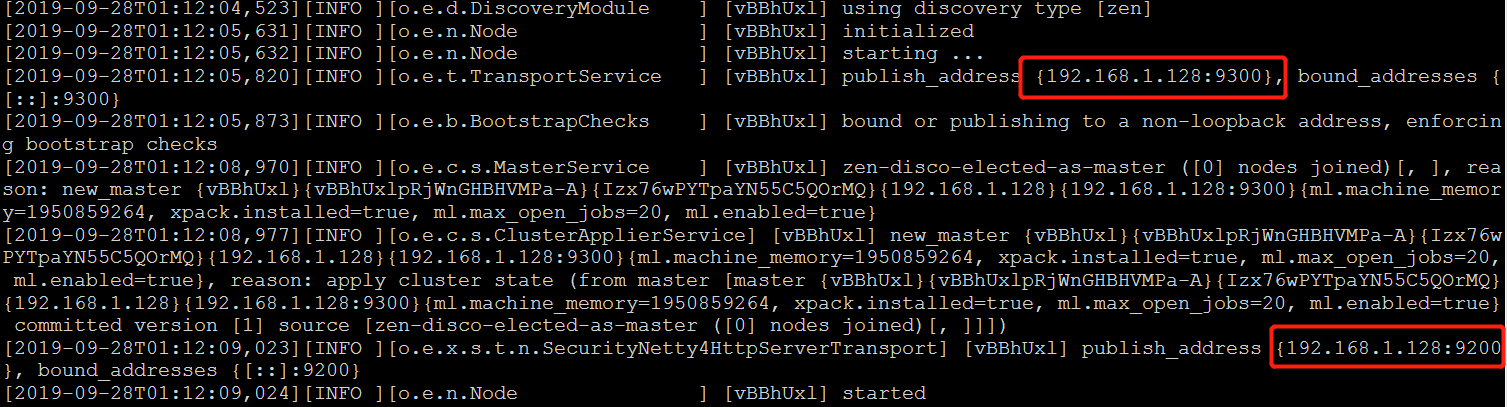 [2019-09-28T01:12:04,523][INFO ][o.e.d.DiscoveryModule    ] [vBBhUxl] using discovery type [zen]
[2019-09-28T01:12:05,631][INFO ][o.e.n.Node               ] [vBBhUxl] initialized
[2019-09-28T01:12:05,632][INFO ][o.e.n.Node               ] [vBBhUxl] starting ...
[2019-09-28T01:12:05,820][INFO ][o.e.t.TransportService   ] [vBBhUxl] publish_address {192.168.1.128:9300}, bound_addresses {
[::]:9300}
[2019-09-28T01:12:05,873][INFO ][o.e.b.BootstrapChecks    ] [vBBhUxl] bound or publishing to a non-loopback address, enforcin
g bootstrap checks
[2019-09-28T01:12:08,970][INFO ][o.e.c.s.MasterService    ] [vBBhUxl] zen-disco-elected-as-master ([0] nodes joined)[, ], rea
son: new_master {vBBhUxl}{vBBhUxlpRjWnGHBHVMPa-A}{Izx76wPYTpaYN55C5QOrMQ}{192.168.1.128}{192.168.1.128:9300}{ml.machine_memor
y=1950859264, xpack.installed=true, ml.max_open_jobs=20, ml.enabled=true}
[2019-09-28T01:12:08,977][INFO ][o.e.c.s.ClusterApplierService] [vBBhUxl] new_master {vBBhUxl}{vBBhUxlpRjWnGHBHVMPa-A}{Izx76w
PYTpaYN55C5QOrMQ}{192.168.1.128}{192.168.1.128:9300}{ml.machine_memory=1950859264, xpack.installed=true, ml.max_open_jobs=20,
 ml.enabled=true}, reason: apply cluster state (from master [master {vBBhUxl}{vBBhUxlpRjWnGHBHVMPa-A}{Izx76wPYTpaYN55C5QOrMQ}
{192.168.1.128}{192.168.1.128:9300}{ml.machine_memory=1950859264, xpack.installed=true, ml.max_open_jobs=20, ml.enabled=true}
 committed version [1] source [zen-disco-elected-as-master ([0] nodes joined)[, ]]])
[2019-09-28T01:12:09,023][INFO ][o.e.x.s.t.n.SecurityNetty4HttpServerTransport] [vBBhUxl] publish_address {192.168.1.128:9200
}, bound_addresses {[::]:9200}
[2019-09-28T01:12:09,024][INFO ][o.e.n.Node               ] [vBBhUxl] started